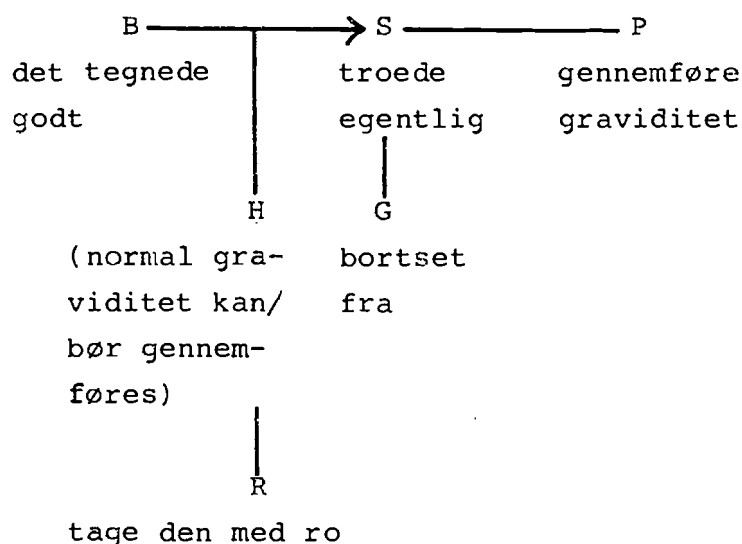 B S P
det tegnede troede gennemføre
godt egentlig graviditet
H G
(normal gra- bortset
viditet kan/ fra
bør gennem-
føres)
R
tage den med ro